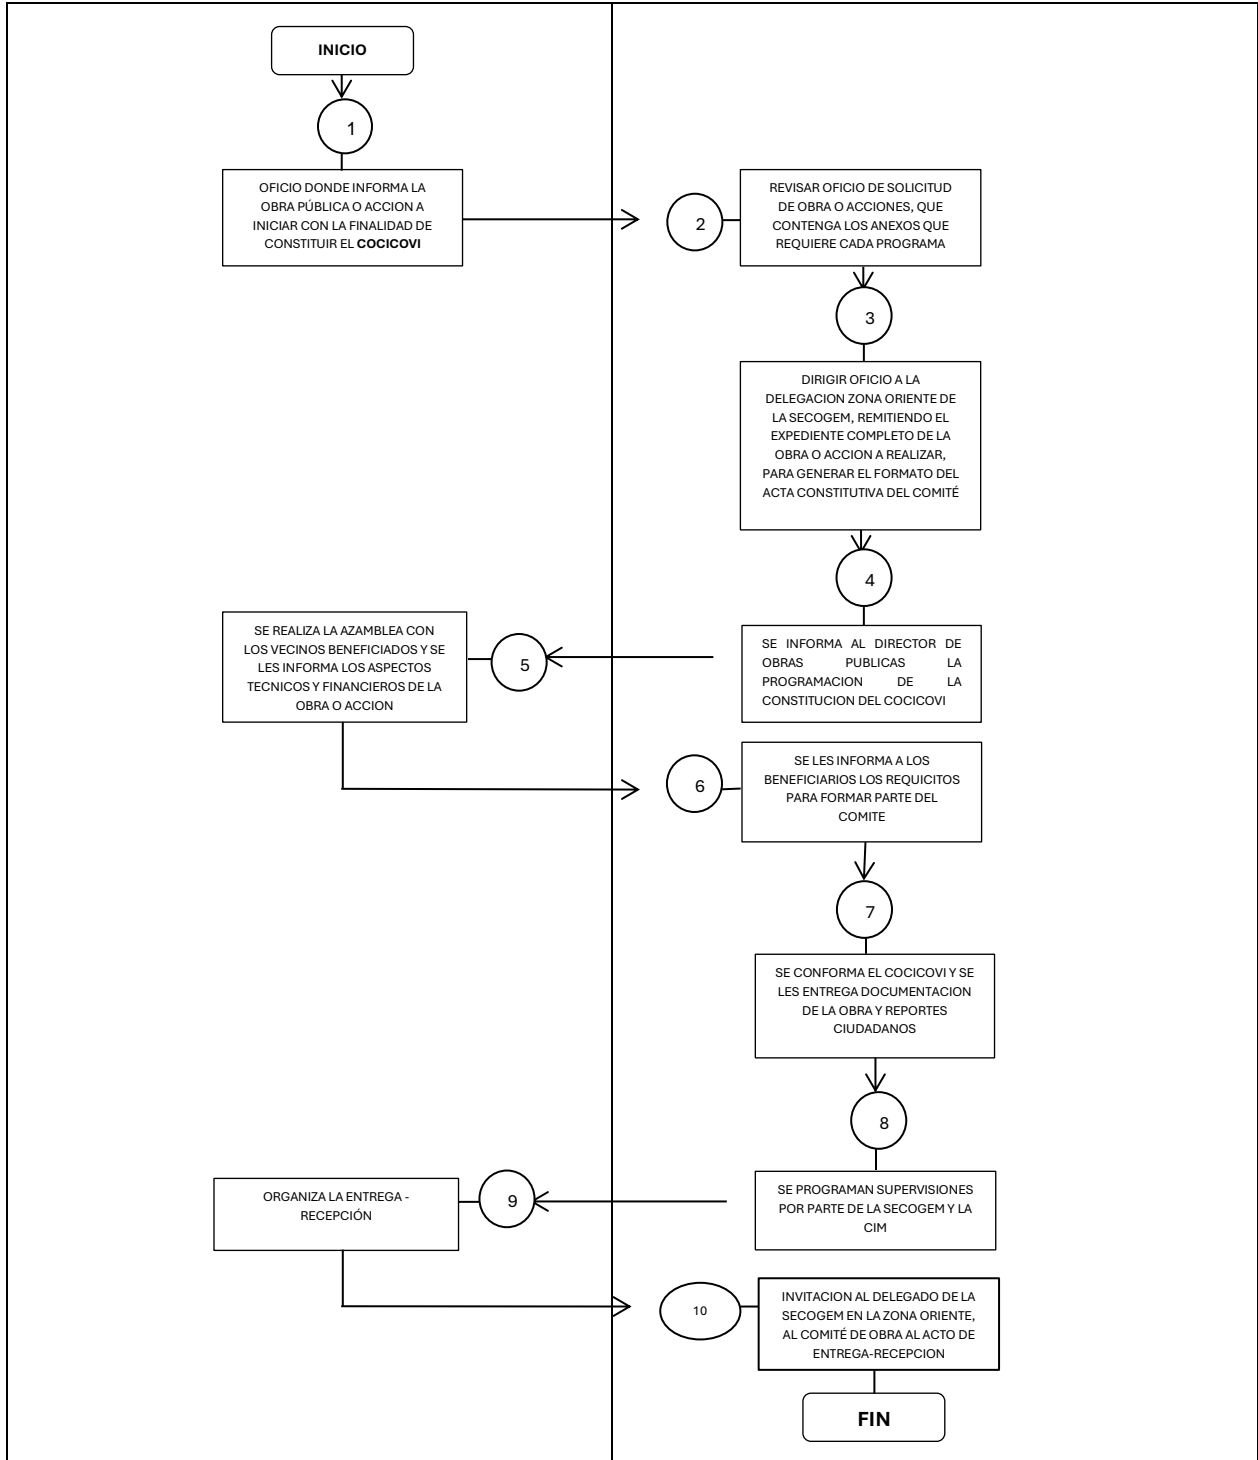 INICIO
1
OFICIO DONDE INFORMA LA
OBRA PÚBLICA O ACCION A
INICIAR CON LA FINALIDAD DE
CONSTITUIR EL COCICOVI
2
REVISAR OFICIO DE SOLICITUD
DE OBRA O ACCIONES, QUE
CONTENGA LOS ANEXOS QUE
REQUIERE CADA PROGRAMA
3
DIRIGIR OFICIO A LA
DELEGACION ZONA ORIENTE DE
LA SECOGEM, REMITIENDO EL
EXPEDIENTE COMPLETO DE LA
OBRA O ACCION A REALIZAR,
PARA GENERAR EL FORMATO DEL
ACTA CONSTITUTIVA DEL COMITÉ
4
SE INFORMA AL DIRECTOR DE
OBRAS PUBLICAS LA
PROGRAMACION DE LA
CONSTITUCION DEL COCICOVI
5
SE REALIZA LA AZAMBLEA CON
LOS VECINOS BENEFICIADOS Y SE
LES INFORMA LOS ASPECTOS
TECNICOS Y FINANCIEROS DE LA
OBRA O ACCION
6
SE LES INFORMA A LOS
BENEFICIARIOS LOS REQUICITOS
PARA FORMAR PARTE DEL
COMITE
7
SE CONFORMA EL COCICOVI Y SE
LES ENTREGA DOCUMENTACION
DE LA OBRA Y REPORTES
CIUDADANOS
8
SE PROGRAMAN SUPERVISIONES
POR PARTE DE LA SECOGEM Y LA
CIM
9
ORGANIZA LA ENTREGA -
RECEPCIÓN
10
INVITACION AL DELEGADO DE LA
SECOGEM EN LA ZONA ORIENTE,
AL COMITÉ DE OBRA AL ACTO DE
ENTREGA-RECEPCION
FIN